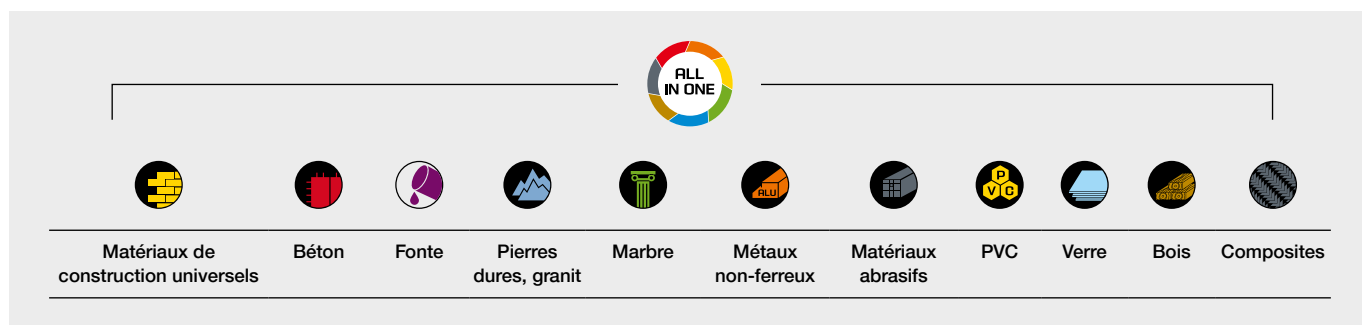 ALL
IN ONE
ALU
P
V C
Matériaux de
construction universels
Béton
Fonte
Pierres
dures, granit
Marbre
Métaux
non-ferreux
Matériaux
abrasifs
PVC
Verre
Bois
Composites